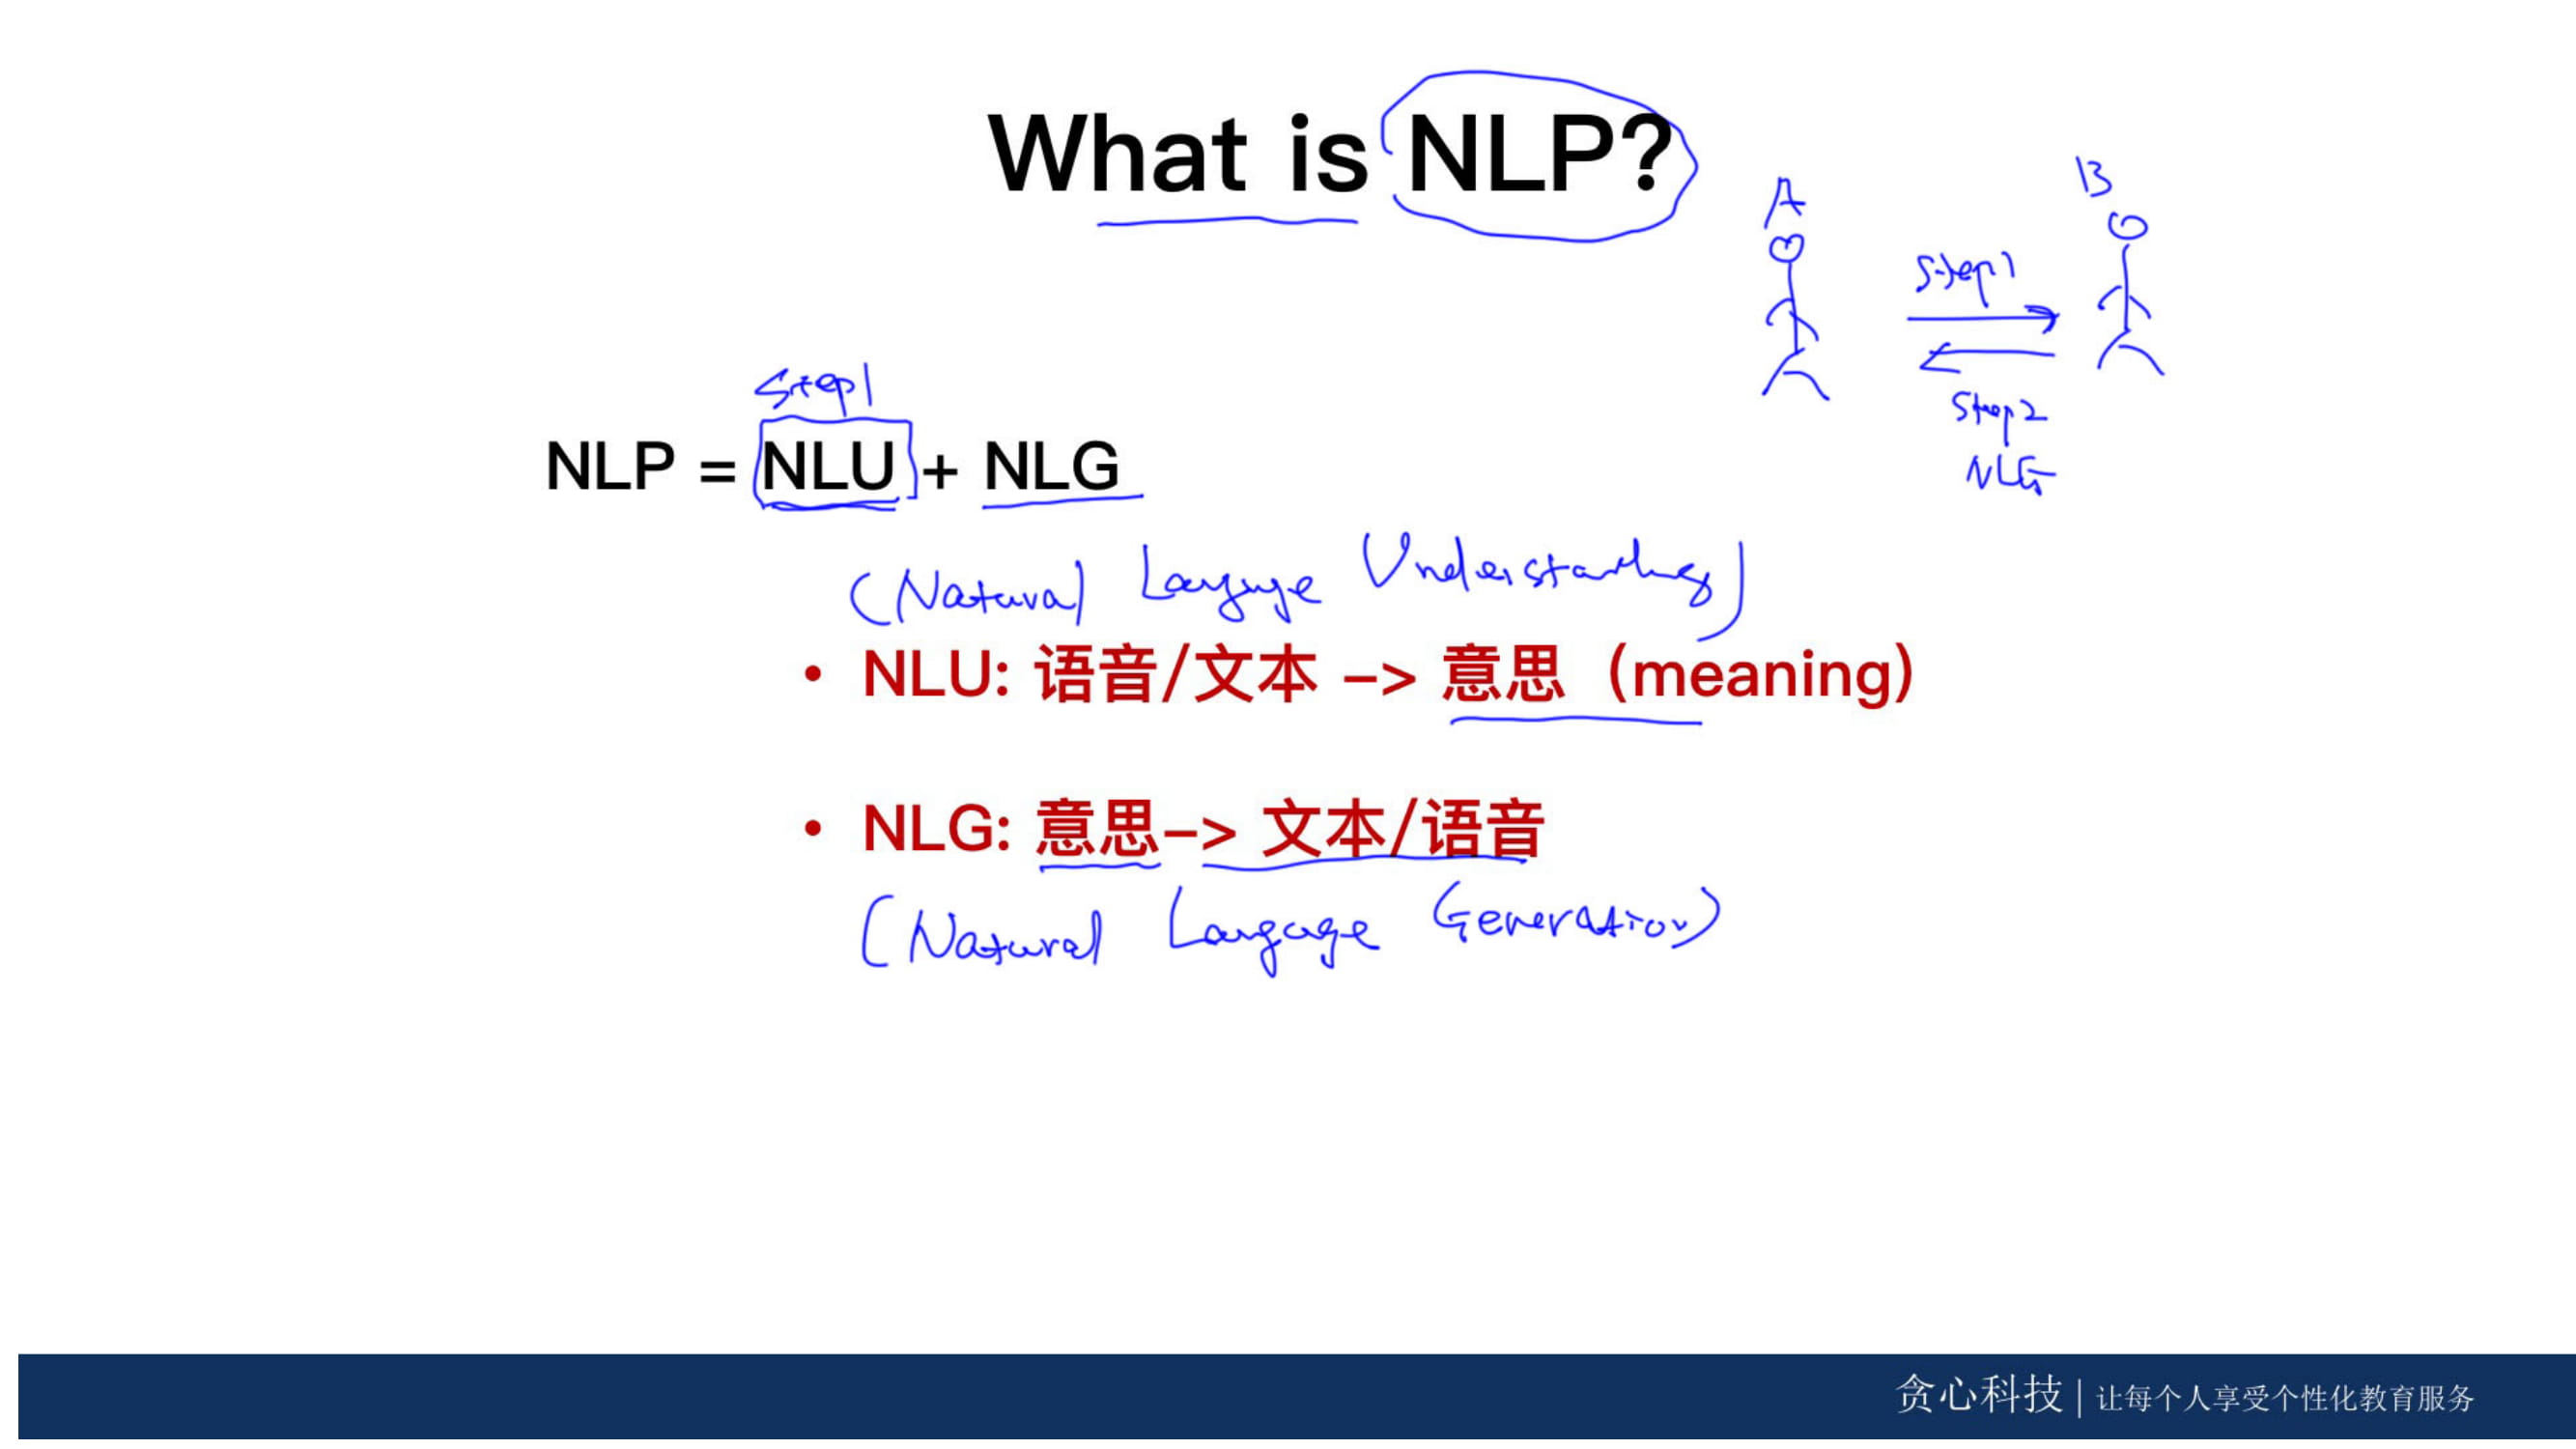 What is NLP?
A
B
Step1
Step2
NLG
Step1
NLP = NLU + NLG
(Natural Language Understanding)
• NLU: 语音/文本 –> 意思（meaning）
• NLG: 意思–> 文本/语音
(Natural Language Generation)
贪心科技 | 让每个人享受个性化教育服务